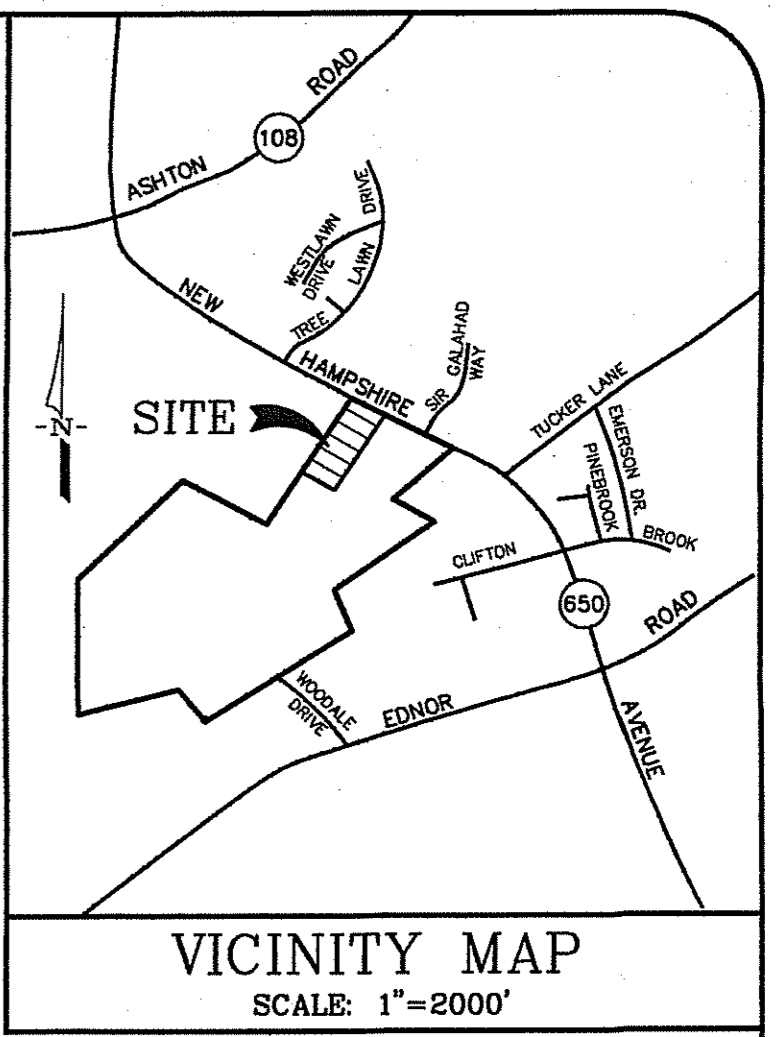 ROAD
108
ASHTON
DRIVE
WESTLAWN
DRIVE
LAWN
NEW
TREE
HAMPSHIRE
GALAHAD
WAY
SIR
TUCKER LANE
-N-
SITE
EMERSON DR.
PINEBROOK
CLIFTON
BROOK
650
ROAD
WOODALE
DRIVE
EDNOR
AVENUE
VICINITY MAP
SCALE: 1"=2000'